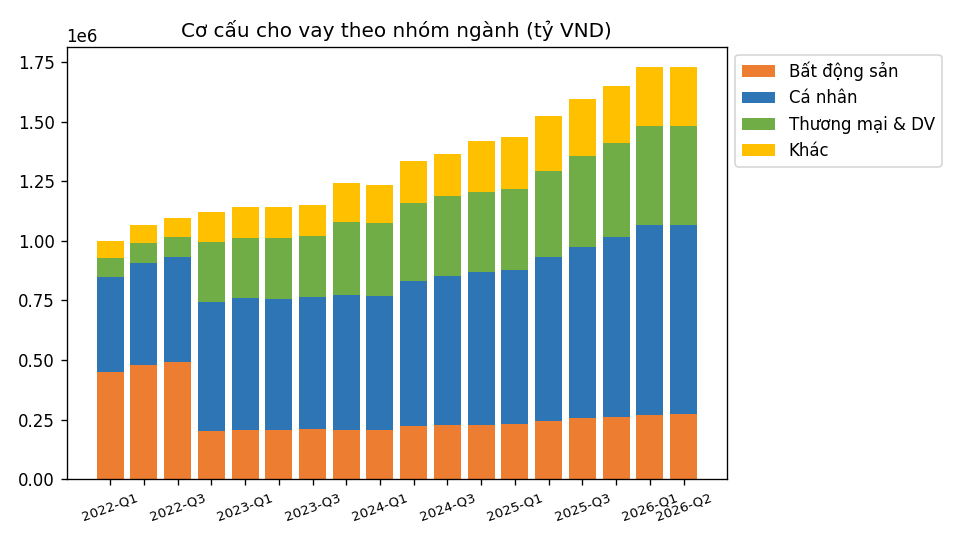 Cơ cấu cho vay theo nhóm ngành (tỷ VND)
1e6
1.75
1.50
1.25
1.00
0.75
0.50
0.25
0.00
2022-Q1
2022-Q3
2023-Q1
2023-Q3
2024-Q1
2024-Q3
2025-Q1
2025-Q3
2026-Q1
2026-Q2
Bất động sản
Cá nhân
Thương mại & DV
Khác